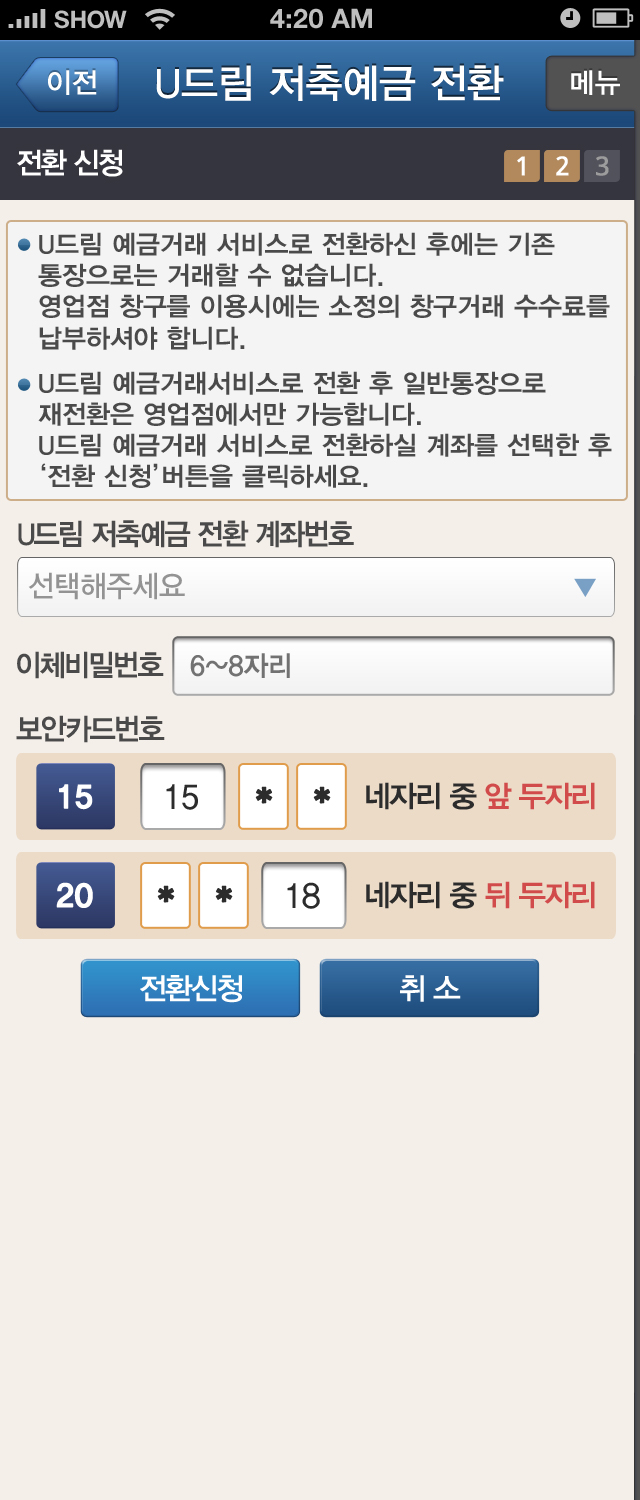 SHOW 4:20 AM
이전 U드림 저축예금 전환 메뉴
전환 신청 1 2 3
U드림 예금거래 서비스로 전환하신 후에는 기존
통장으로는 거래할 수 없습니다.
영업점 창구를 이용시에는 소정의 창구거래 수수료를
납부하셔야 합니다.
U드림 예금거래서비스로 전환 후 일반통장으로
재전환은 영업점에서만 가능합니다.
U드림 예금거래 서비스로 전환하실 계좌를 선택한 후
‘전환 신청’버튼을 클릭하세요.
U드림 저축예금 전환 계좌번호
선택해주세요
이체비밀번호 6~8자리
보안카드번호
15 15 * * 네자리 중 앞 두자리
20 * * 18 네자리 중 뒤 두자리
전환신청 취 소